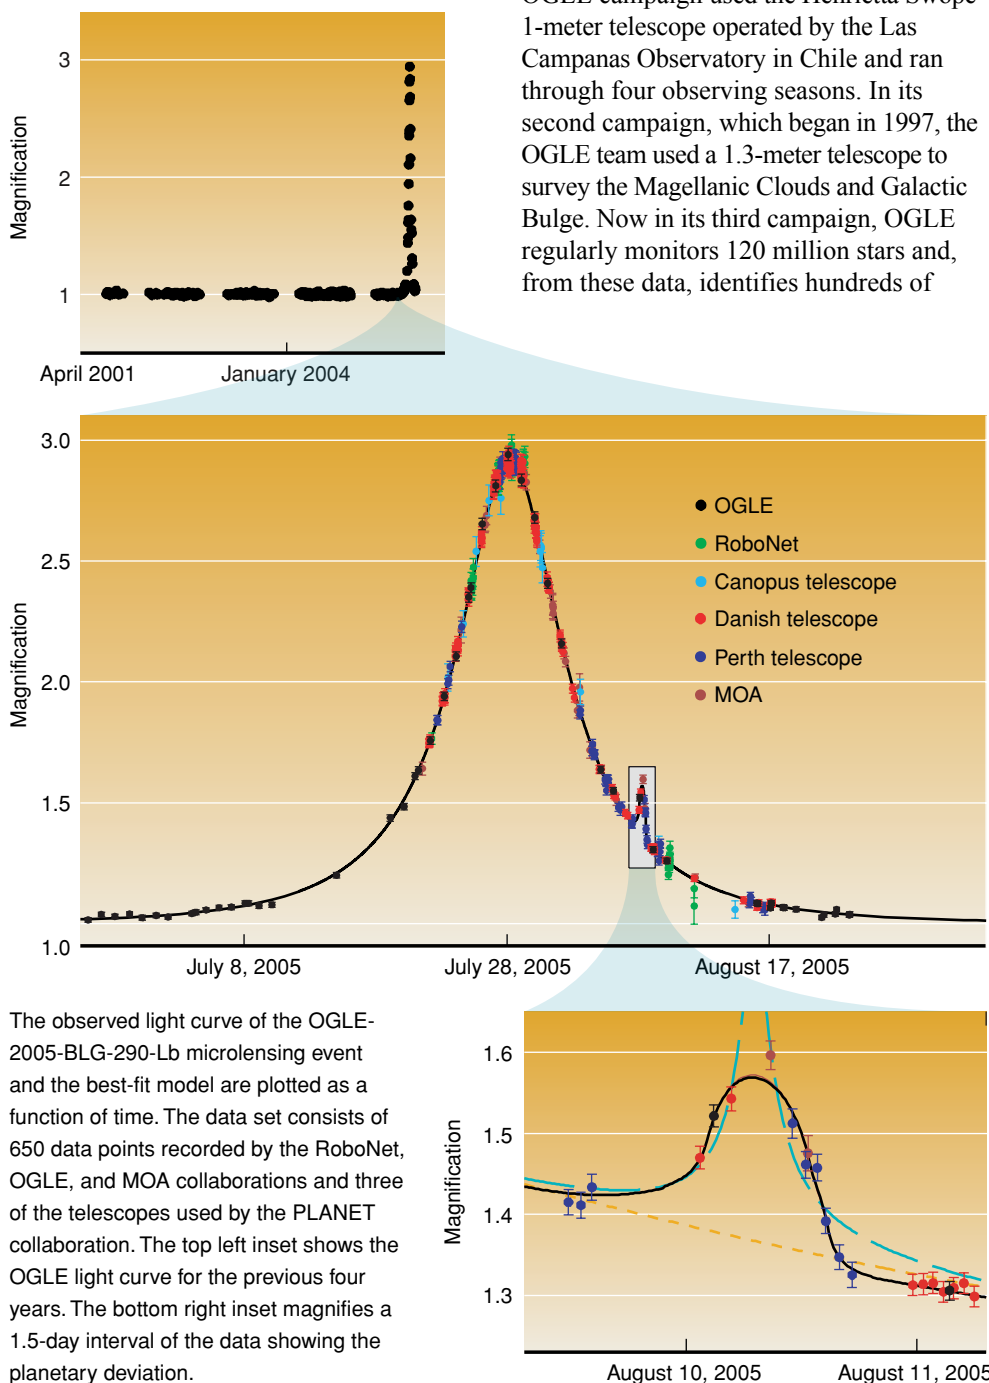 OGLE campaign used the Henrietta Swope
1-meter telescope operated by the Las
Campanas Observatory in Chile and ran
through four observing seasons. In its
second campaign, which began in 1997, the
OGLE team used a 1.3-meter telescope to
survey the Magellanic Clouds and Galactic
Bulge. Now in its third campaign, OGLE
regularly monitors 120 million stars and,
from these data, identifies hundreds of
Magnification
3
2
1
April 2001
January 2004
Magnification
3.0
2.5
2.0
1.5
1.0
OGLE
RoboNet
Canopus telescope
Danish telescope
Perth telescope
MOA
July 8, 2005
July 28, 2005
August 17, 2005
The observed light curve of the OGLE-
2005-BLG-290-Lb microlensing event
and the best-fit model are plotted as a
function of time. The data set consists of
650 data points recorded by the RoboNet,
OGLE, and MOA collaborations and three
of the telescopes used by the PLANET
collaboration. The top left inset shows the
OGLE light curve for the previous four
years. The bottom right inset magnifies a
1.5-day interval of the data showing the
planetary deviation.
Magnification
1.6
1.5
1.4
1.3
August 10, 2005
August 11, 2005